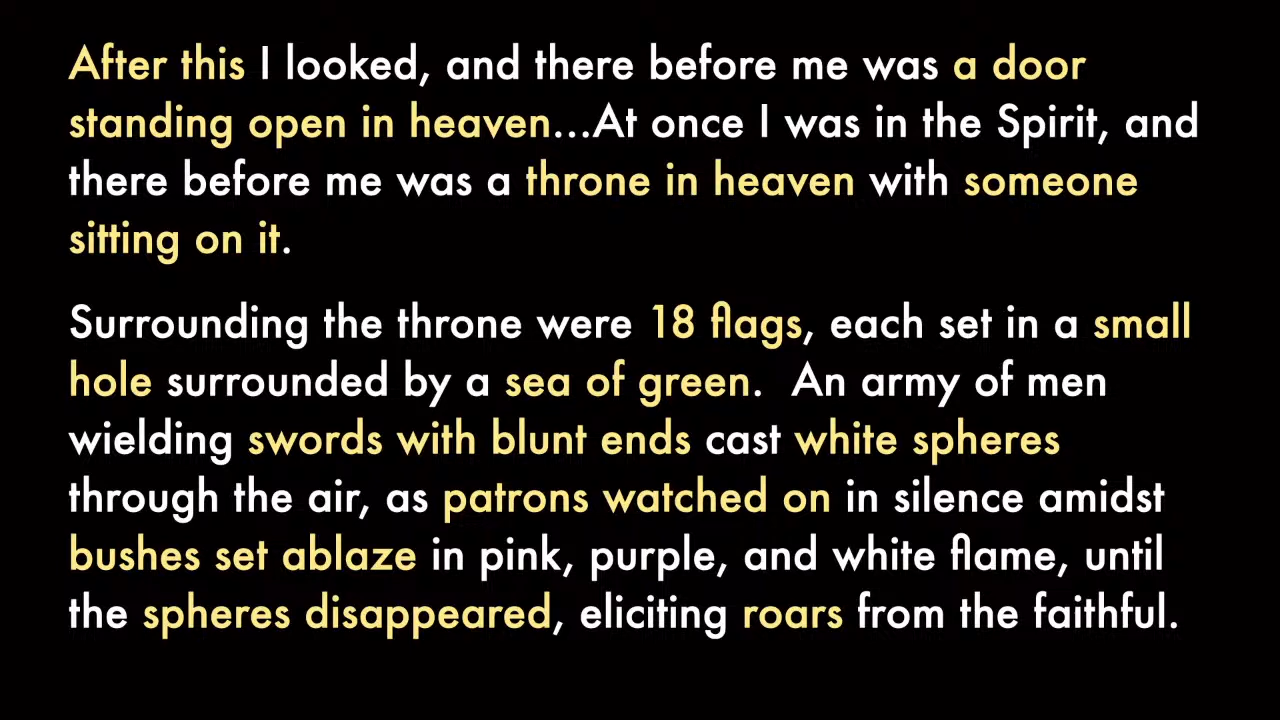 After this I looked, and there before me was a door
standing open in heaven...At once I was in the Spirit, and
there before me was a throne in heaven with someone
sitting on it.
Surrounding the throne were 18 flags, each set in a small
hole surrounded by a sea of green.  An army of men
wielding swords with blunt ends cast white spheres
through the air, as patrons watched on in silence amidst
bushes set ablaze in pink, purple, and white flame, until
the spheres disappeared, eliciting roars from the faithful.